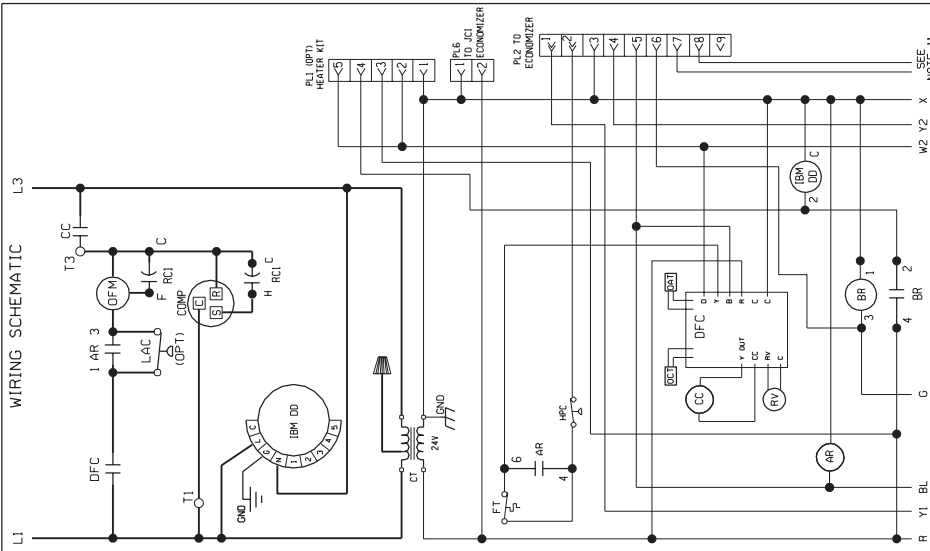 WIRING SCHEMATIC
L1
L3
CC
T3
C
OFM
RC1
F
COMP
C
S
R
C
H
RC1
1 AR 3
LAC
(OPT)
DFC
T1
IBM DD
C
L
G
N
1
2
3
4
5
GND
CT
24V
GND
PL1 (OPT)
HEATER KIT
<5
<4
<3
<2
<1
PL6
TO JC1
ECONOMIZER
<1
<2
PL2 TO
ECONOMIZER
<1
<2
<3
<4
<5
<6
<7
<8
<9
FT
6
AR
4
HPC
OCT
OAT
DFC
D
Y
B
R
C
C
Y OUT
CC
RV
C
CC
RV
IBM
DD
C
2
AR
BR
1
3
BR
2
4
R
Y1
BL
G
W2
Y2
X
SEE